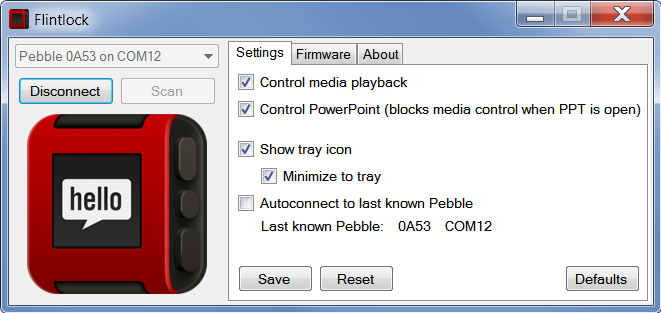 Flintlock
Pebble 0A53 on COM12
Disconnect Scan
hello
Settings Firmware About
Control media playback
Control PowerPoint (blocks media control when PPT is open)
Show tray icon
Minimize to tray
Autoconnect to last known Pebble
Last known Pebble: 0A53 COM12
Save Reset Defaults